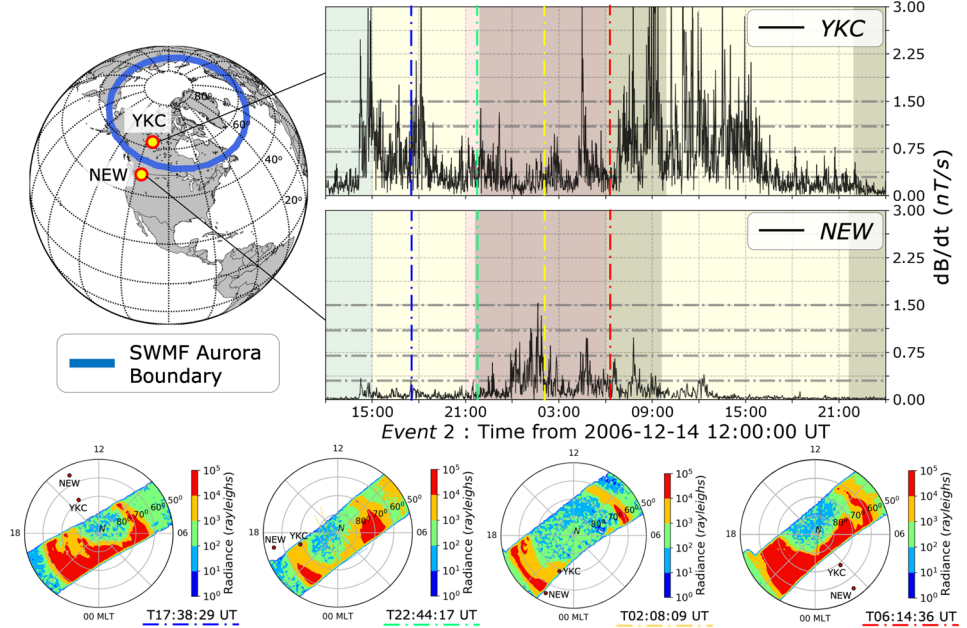 YKC
NEW
80°
60°
40°
20°
SWMF Aurora
Boundary
3.00
2.25
1.50
0.75
0.00
YKC
3.00
2.25
1.50
0.75
0.00
NEW
dB/dt (nT/s)
15:00
21:00
03:00
09:00
15:00
21:00
Event 2 : Time from 2006-12-14 12:00:00 UT
12
NEW
YKC
18
06
N
80°
70°
60°
50°
00 MLT
10⁵
10⁴
10³
10²
10¹
10⁰
Radiance (rayleighs)
T17:38:29 UT
12
NEW
YKC
18
06
N
80°
70°
60°
50°
00 MLT
10⁵
10⁴
10³
10²
10¹
10⁰
Radiance (rayleighs)
T22:44:17 UT
12
NEW
YKC
18
06
N
80°
70°
60°
50°
00 MLT
10⁵
10⁴
10³
10²
10¹
10⁰
Radiance (rayleighs)
T02:08:09 UT
12
NEW
YKC
18
06
N
80°
70°
60°
50°
00 MLT
10⁵
10⁴
10³
10²
10¹
10⁰
Radiance (rayleighs)
T06:14:36 UT